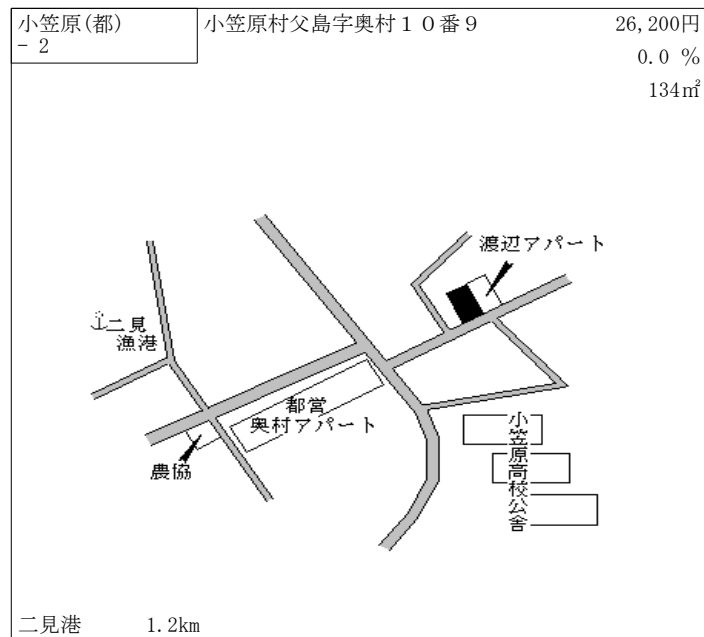 小笠原(都)
- 2
小笠原村父島字奥村１０番９
26,200円
0.0 %
134㎡
渡辺アパート
二見
漁港
都営
奥村アパート
農協
小笠原高校公舎
二見港 1.2km